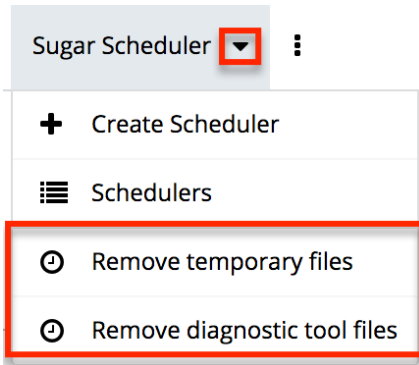 Sugar Scheduler
Create Scheduler
Schedulers
Remove temporary files
Remove diagnostic tool files